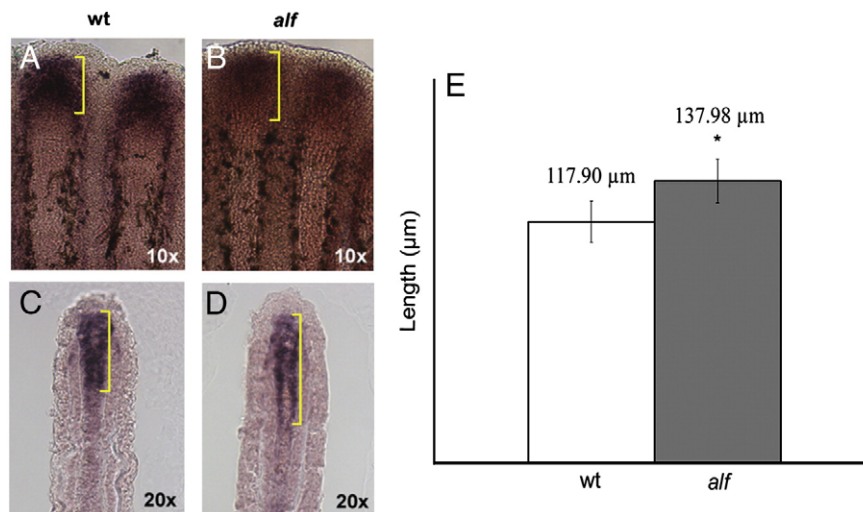 wt alf
A
B
10x
10x
C
D
20x
20x
E
137.98 µm
*
117.90 µm
Length (µm)
wt alf